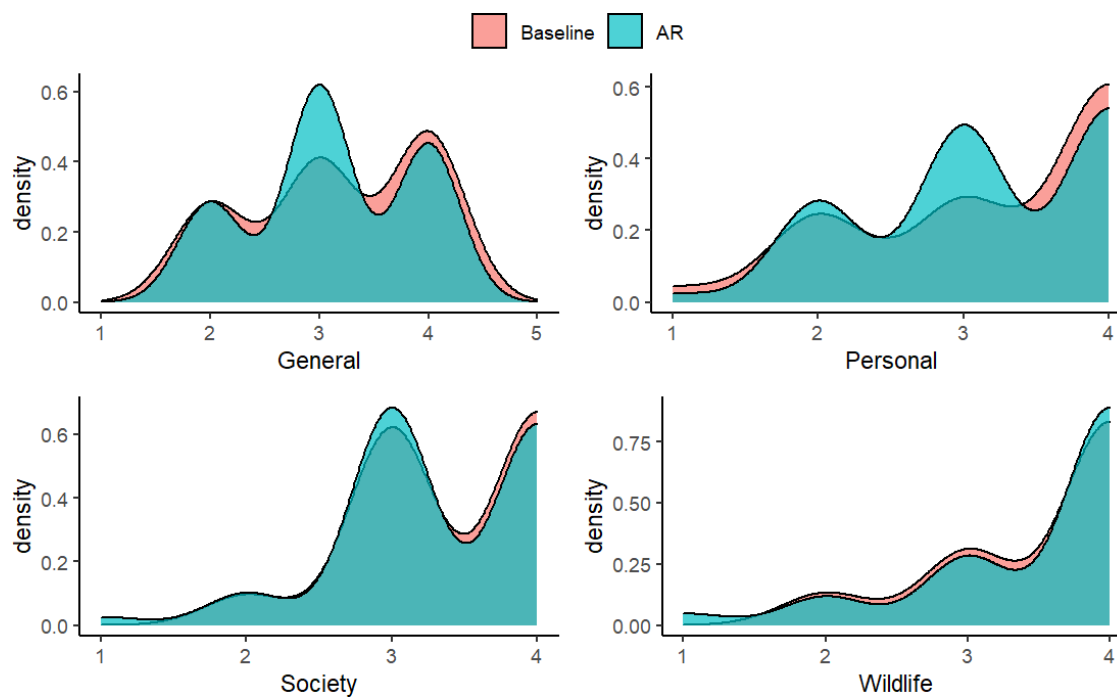 Baseline AR
0.6 0.4 0.2 0.0
density
1 2 3 4 5
General
0.6 0.4 0.2 0.0
density
1 2 3 4
Personal
0.6 0.4 0.2 0.0
density
1 2 3 4
Society
0.75 0.50 0.25 0.00
density
1 2 3 4
Wildlife